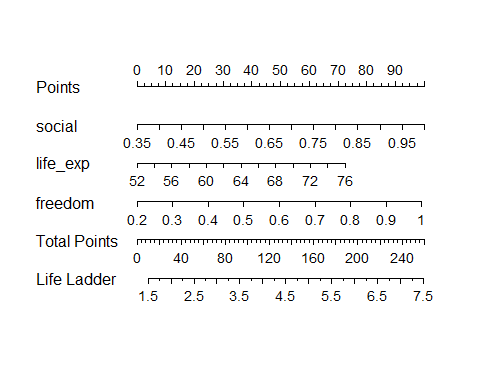 0 10 20 30 40 50 60 70 80 90
Points
social
0.35 0.45 0.55 0.65 0.75 0.85 0.95
life_exp
52 56 60 64 68 72 76
freedom
0.2 0.3 0.4 0.5 0.6 0.7 0.8 0.9 1
Total Points
0 40 80 120 160 200 240
Life Ladder
1.5 2.5 3.5 4.5 5.5 6.5 7.5